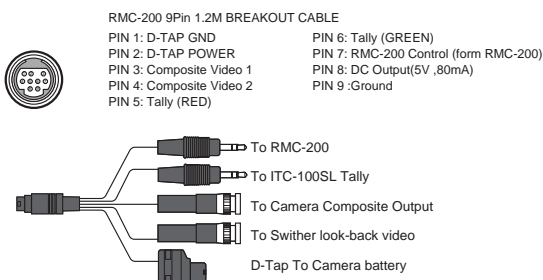 RMC-200 9Pin 1.2M BREAKOUT CABLE
PIN 1: D-TAP GND
PIN 2: D-TAP POWER
PIN 3: Composite Video 1
PIN 4: Composite Video 2
PIN 5: Tally (RED)
PIN 6: Tally (GREEN)
PIN 7: RMC-200 Control (form RMC-200)
PIN 8: DC Output(5V ,80mA)
PIN 9 :Ground
To RMC-200
To ITC-100SL Tally
To Camera Composite Output
To Swither look-back video
D-Tap To Camera battery